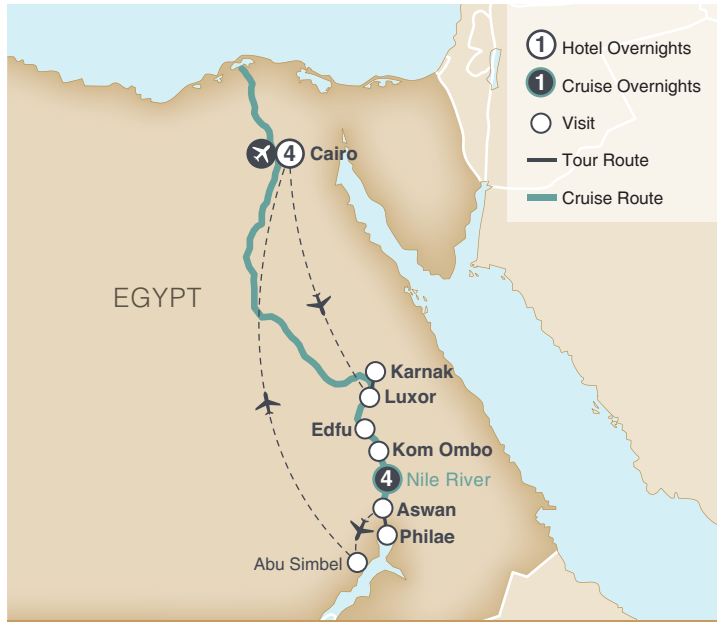 1 Hotel Overnights
1 Cruise Overnights
Visit
Tour Route
Cruise Route
4 Cairo
EGYPT
Karnak
Luxor
Edfu
Kom Ombo
4 Nile River
Aswan
Philae
Abu Simbel